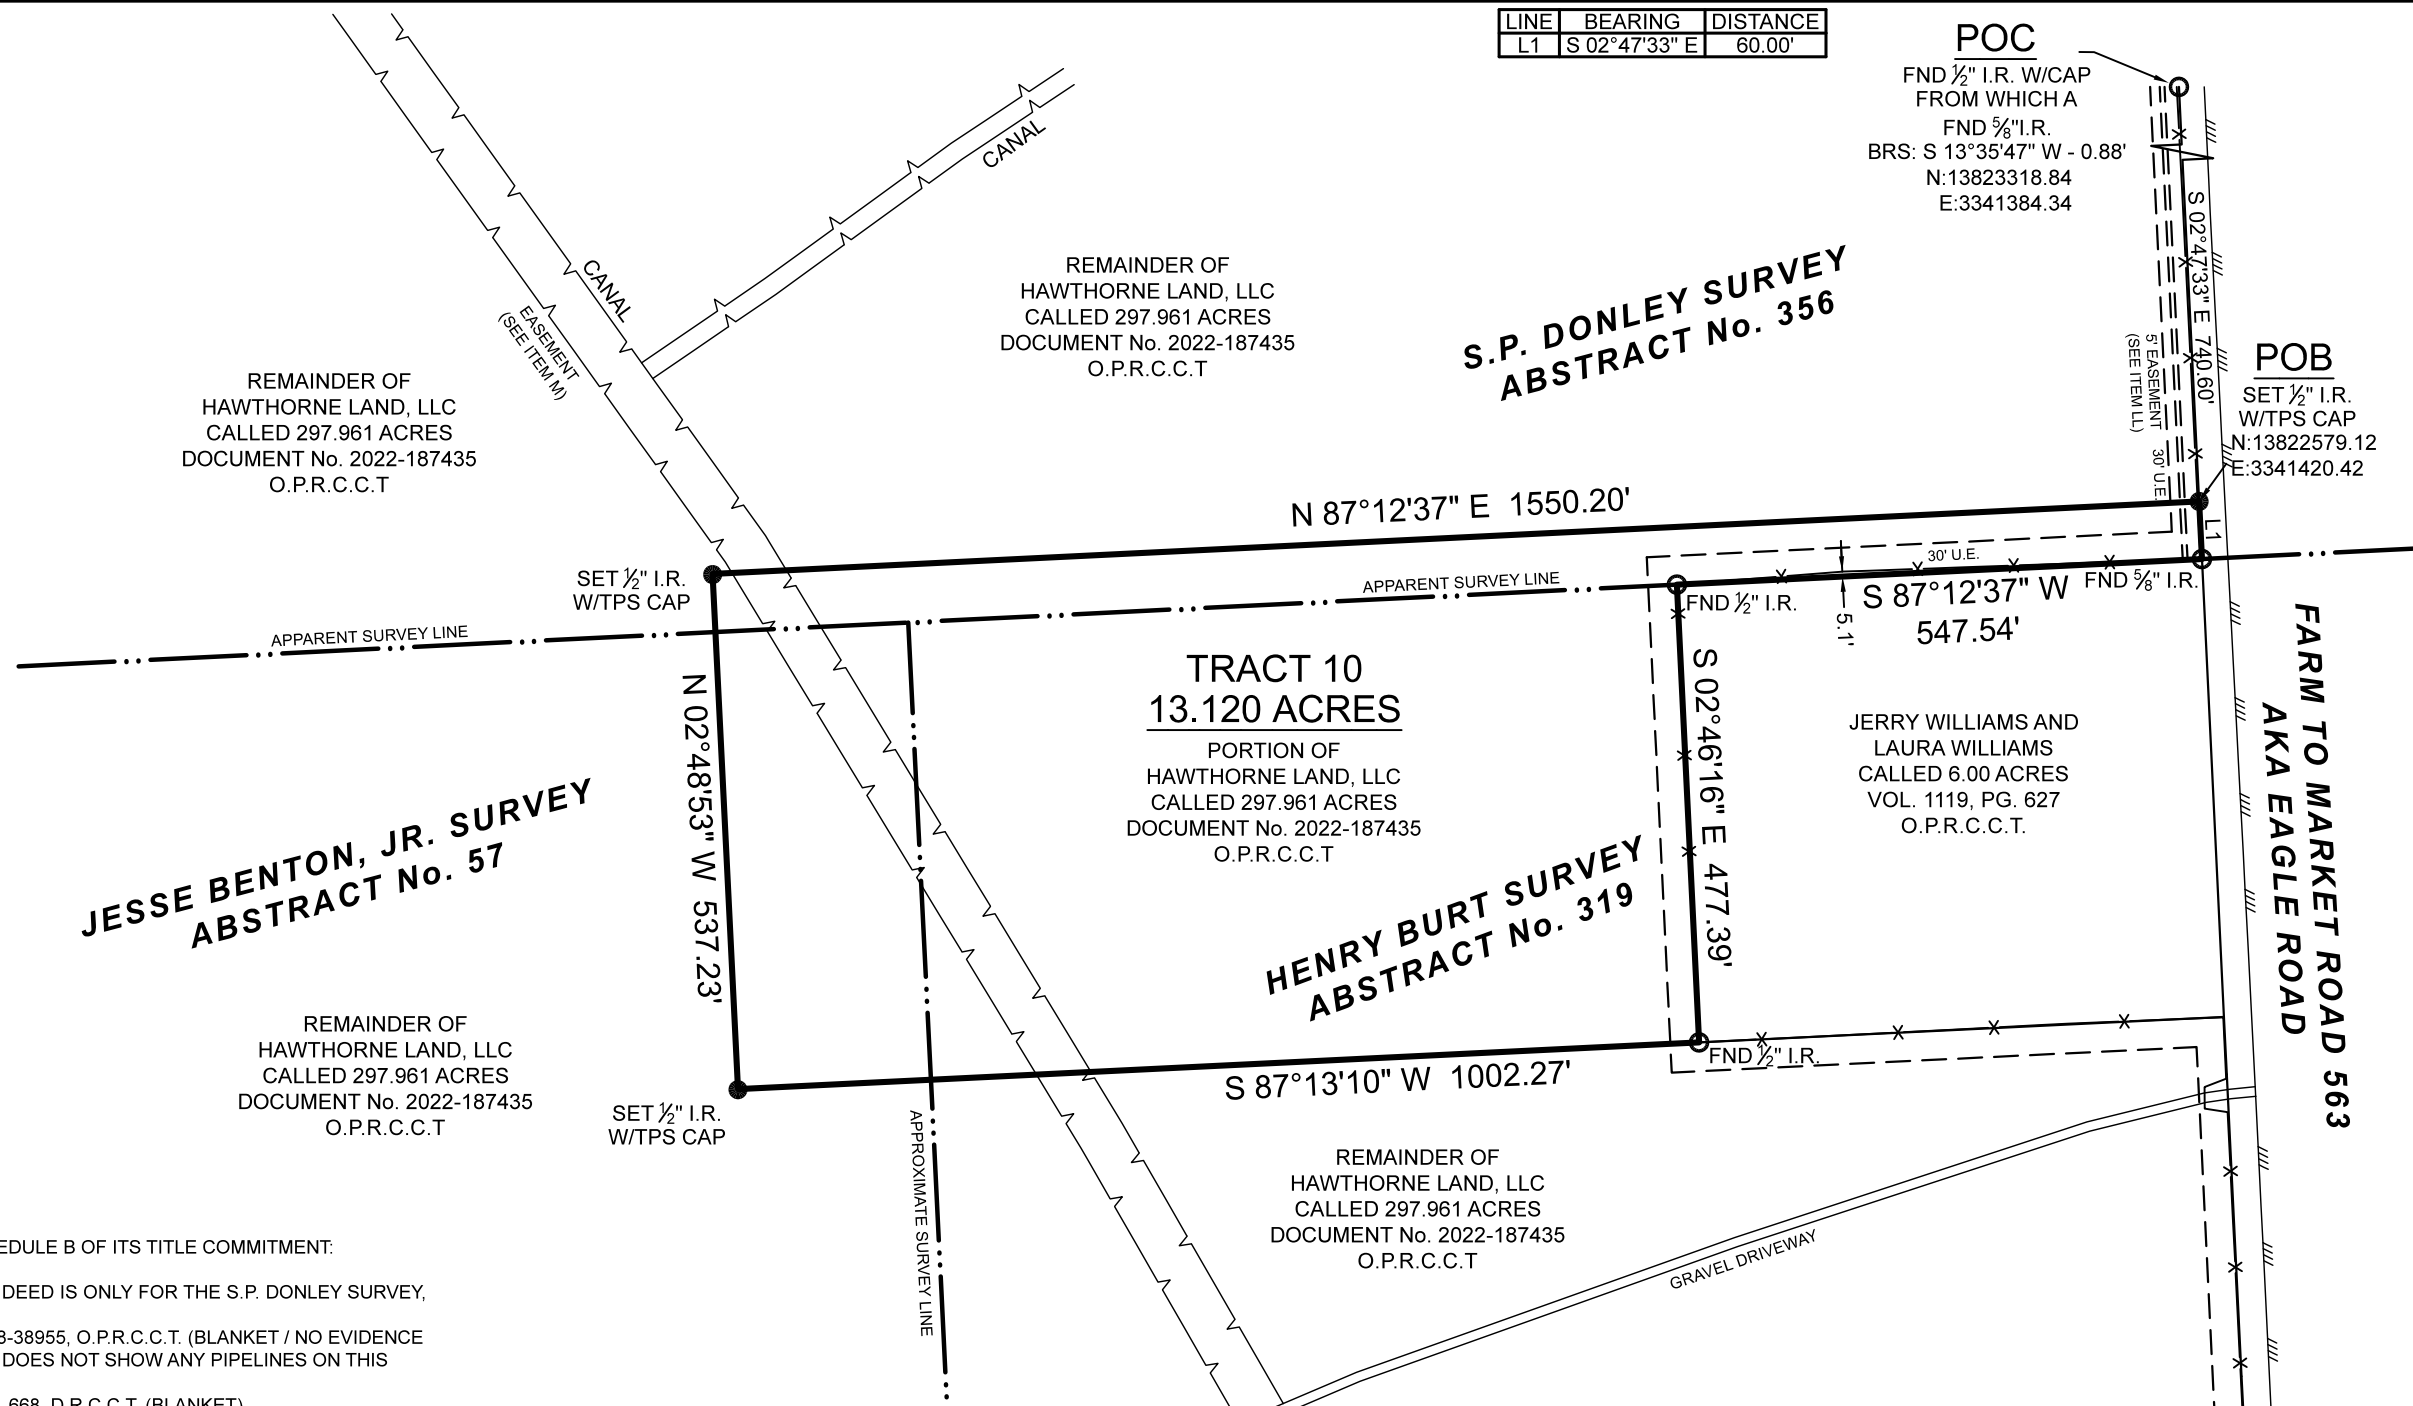 LINE BEARING DISTANCE
L1 S 02°47'33" E 60.00'
POC
FND 1/2" I.R. W/CAP
FROM WHICH A
FND 5/8"I.R.
BRS: S 13°35'47" W - 0.88'
N:13823318.84
E:3341384.34
S 02°47'33" E 740.60'
5' EASEMENT
(SEE ITEM LL)
30' U.E.
POB
SET 1/2" I.R.
W/TPS CAP
N:13822579.12
E:3341420.42
L1
CANAL
CANAL
EASEMENT
(SEE ITEM M)
REMAINDER OF
HAWTHORNE LAND, LLC
CALLED 297.961 ACRES
DOCUMENT No. 2022-187435
O.P.R.C.C.T
S.P. DONLEY SURVEY
ABSTRACT No. 356
REMAINDER OF
HAWTHORNE LAND, LLC
CALLED 297.961 ACRES
DOCUMENT No. 2022-187435
O.P.R.C.C.T
N 87°12'37" E 1550.20'
SET 1/2" I.R.
W/TPS CAP
APPARENT SURVEY LINE
APPARENT SURVEY LINE
30' U.E.
FND 1/2" I.R.
S 87°12'37" W
547.54'
FND 5/8" I.R.
5.1'
TRACT 10
13.120 ACRES
PORTION OF
HAWTHORNE LAND, LLC
CALLED 297.961 ACRES
DOCUMENT No. 2022-187435
O.P.R.C.C.T
N 02°48'53" W 537.23'
S 02°46'16" E 477.39'
JERRY WILLIAMS AND
LAURA WILLIAMS
CALLED 6.00 ACRES
VOL. 1119, PG. 627
O.P.R.C.C.T.
FARM TO MARKET ROAD 563
AKA EAGLE ROAD
JESSE BENTON, JR. SURVEY
ABSTRACT No. 57
HENRY BURT SURVEY
ABSTRACT No. 319
REMAINDER OF
HAWTHORNE LAND, LLC
CALLED 297.961 ACRES
DOCUMENT No. 2022-187435
O.P.R.C.C.T
FND 1/2" I.R.
S 87°13'10" W 1002.27'
SET 1/2" I.R.
W/TPS CAP
APPROXIMATE SURVEY LINE
REMAINDER OF
HAWTHORNE LAND, LLC
CALLED 297.961 ACRES
DOCUMENT No. 2022-187435
O.P.R.C.C.T
GRAVEL DRIVEWAY
EDULE B OF ITS TITLE COMMITMENT:
DEED IS ONLY FOR THE S.P. DONLEY SURVEY,
8-38955, O.P.R.C.C.T. (BLANKET / NO EVIDENCE
DOES NOT SHOW ANY PIPELINES ON THIS
668, D.R.C.C.T. (BLANKET)